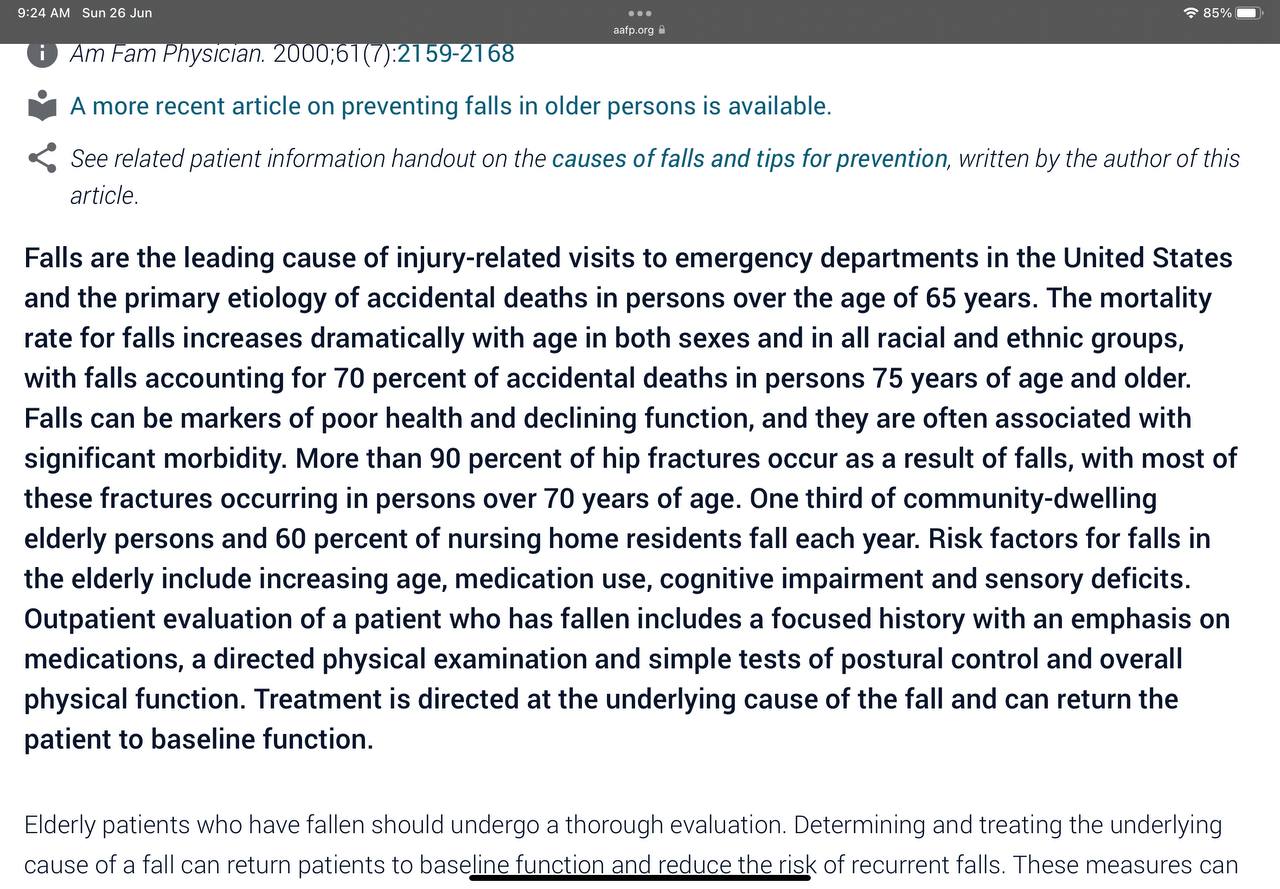 9:24 AM Sun 26 Jun
85%
aafp.org
Am Fam Physician. 2000;61(7):2159-2168
A more recent article on preventing falls in older persons is available.
See related patient information handout on the causes of falls and tips for prevention, written by the author of this
article.
Falls are the leading cause of injury-related visits to emergency departments in the United States
and the primary etiology of accidental deaths in persons over the age of 65 years. The mortality
rate for falls increases dramatically with age in both sexes and in all racial and ethnic groups,
with falls accounting for 70 percent of accidental deaths in persons 75 years of age and older.
Falls can be markers of poor health and declining function, and they are often associated with
significant morbidity. More than 90 percent of hip fractures occur as a result of falls, with most of
these fractures occurring in persons over 70 years of age. One third of community-dwelling
elderly persons and 60 percent of nursing home residents fall each year. Risk factors for falls in
the elderly include increasing age, medication use, cognitive impairment and sensory deficits.
Outpatient evaluation of a patient who has fallen includes a focused history with an emphasis on
medications, a directed physical examination and simple tests of postural control and overall
physical function. Treatment is directed at the underlying cause of the fall and can return the
patient to baseline function.
Elderly patients who have fallen should undergo a thorough evaluation. Determining and treating the underlying
cause of a fall can return patients to baseline function and reduce the risk of recurrent falls. These measures can